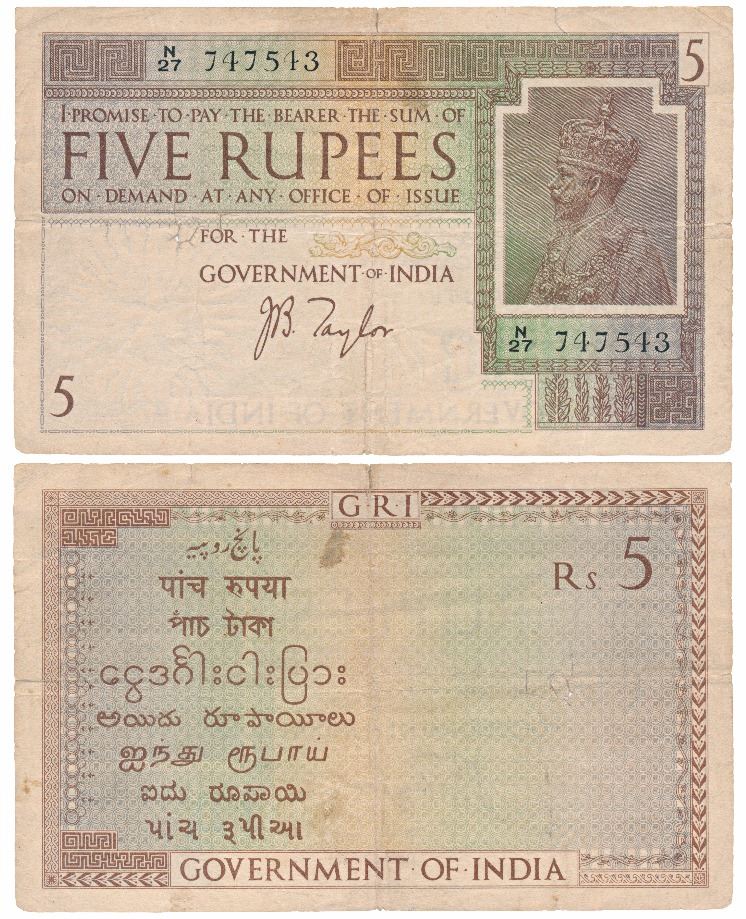 N/27 747543
5
I·PROMISE·TO·PAY·THE·BEARER·THE·SUM·OF
FIVE RUPEES
ON·DEMAND·AT·ANY·OFFICE·OF·ISSUE
FOR·THE
GOVERNMENT·OF·INDIA
J.B. Taylor
N/27 747543
5
G·R·I
Rs 5
پانچ روپیہ
पांच रुपया
পাঁচ টাকা
ငွေဒင်္ဂါးငါးပြား
అయిదు రూపాయీలు
ஐந்து ரூபாய்
ಐದು ರೂಪಾಯಿ
પાંચ રૂપીઆ
GOVERNMENT·OF·INDIA